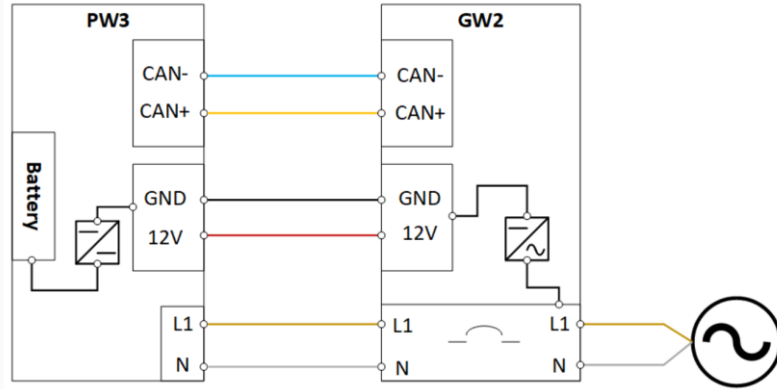 PW3
GW2
CAN-
CAN-
CAN+
CAN+
Battery
GND
GND
12V
12V
L1
L1
L1
N
N
N